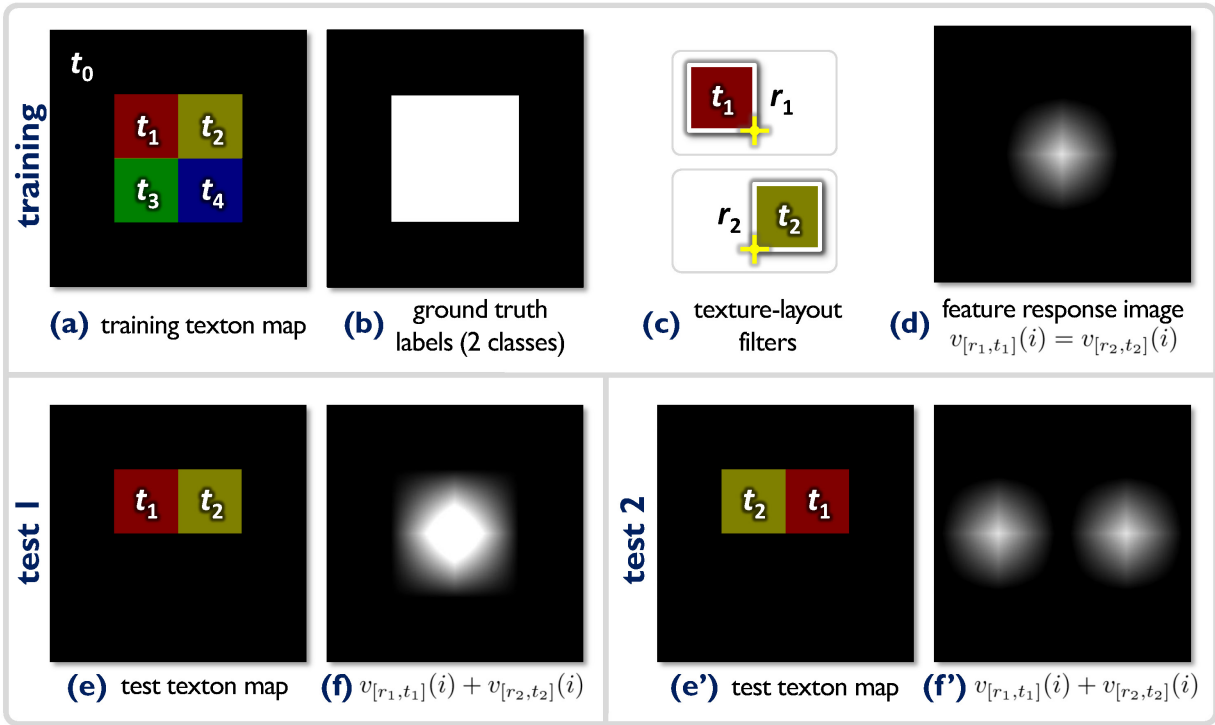 training
t₀
t₁ t₂
t₃ t₄
t₁ r₁
r₂ t₂
(a) training texton map
(b) ground truth
labels (2 classes)
(c) texture-layout
filters
(d) feature response image
v[r₁,t₁](i) = v[r₂,t₂](i)
test 1
t₁ t₂
(e) test texton map
(f) v[r₁,t₁](i) + v[r₂,t₂](i)
test 2
t₂ t₁
(e') test texton map
(f') v[r₁,t₁](i) + v[r₂,t₂](i)